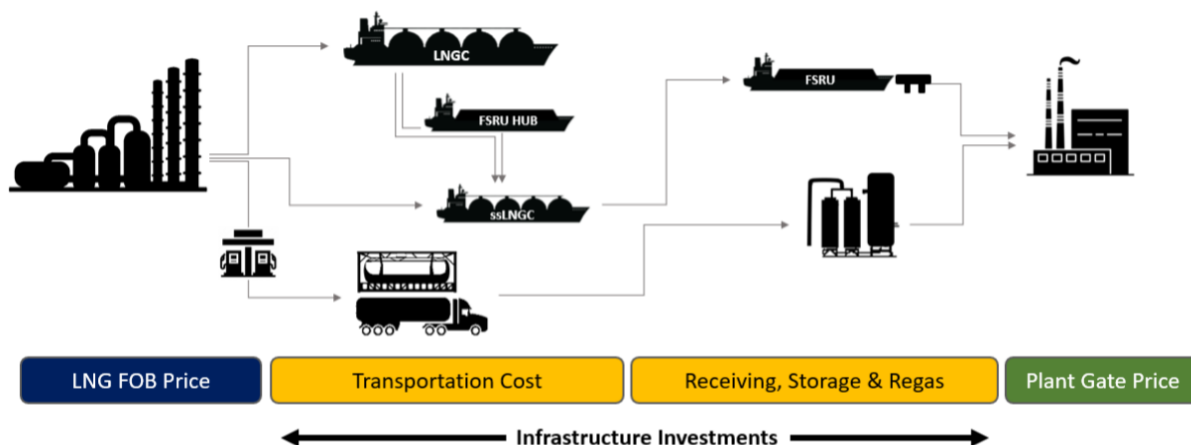 LNGC
FSRU
FSRU HUB
ssLNGC
LNG FOB Price
Transportation Cost
Receiving, Storage & Regas
Plant Gate Price
Infrastructure Investments